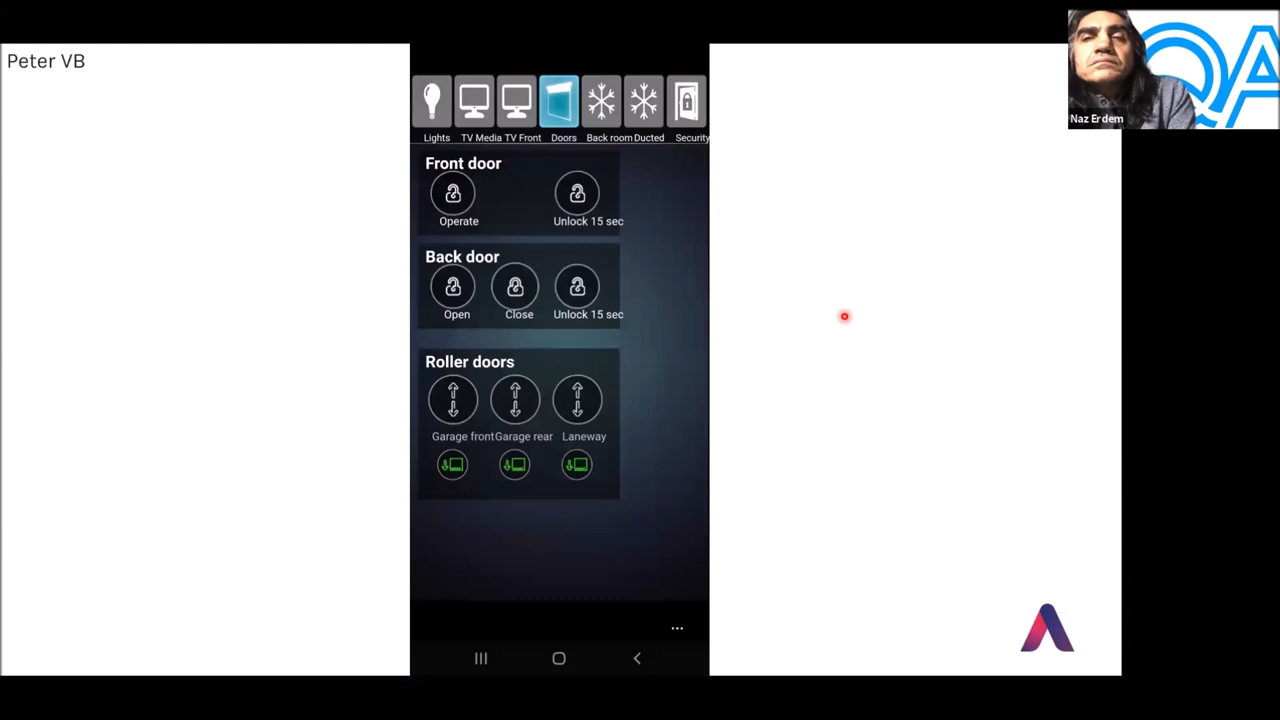 Peter VB
QA
Naz Erdem
Lights TV Media TV Front Doors Back room Ducted Security
Front door
Operate Unlock 15 sec
Back door
Open Close Unlock 15 sec
Roller doors
Garage front Garage rear Laneway